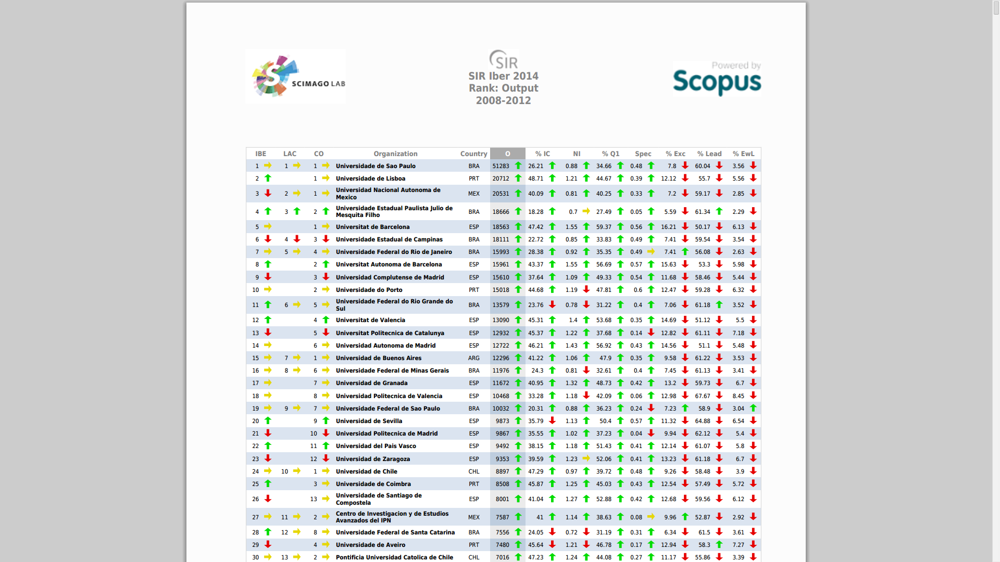 SCIMAGO LAB
SIR
SIR Iber 2014
Rank: Output
2008-2012
Powered by
Scopus
IBE LAC CO Organization Country O % IC NI % Q1 Spec % Exc % Lead % EwL
1 1 1 Universidade de Sao Paulo BRA 51283 26.21 0.88 34.66 0.48 7.8 60.04 3.56
2 1 Universidade de Lisboa PRT 20712 48.71 1.21 44.67 0.39 12.12 55.7 5.56
3 2 1 Universidad Nacional Autonoma de
Mexico MEX 20531 40.09 0.81 40.25 0.33 7.2 59.17 2.85
4 3 2 Universidade Estadual Paulista Julio de
Mesquita Filho BRA 18666 18.28 0.7 27.49 0.05 5.59 61.34 2.29
5 1 Universitat de Barcelona ESP 18563 47.42 1.55 59.37 0.56 16.21 50.17 6.13
6 4 3 Universidade Estadual de Campinas BRA 18111 22.72 0.85 33.83 0.49 7.41 59.54 3.54
7 5 4 Universidade Federal do Rio de Janeiro BRA 15993 28.38 0.92 35.35 0.49 7.41 56.08 2.63
8 2 Universitat Autonoma de Barcelona ESP 15961 43.37 1.55 56.69 0.57 15.63 53.3 5.98
9 3 Universidad Complutense de Madrid ESP 15610 37.64 1.09 49.33 0.54 11.68 58.46 5.44
10 2 Universidade do Porto PRT 15018 44.68 1.19 47.81 0.6 12.47 59.28 6.32
11 6 5 Universidade Federal do Rio Grande do
Sul BRA 13579 23.76 0.78 31.22 0.4 7.06 61.18 3.52
12 4 Universitat de Valencia ESP 13090 45.31 1.4 53.68 0.35 14.69 51.12 5.5
13 5 Universitat Politecnica de Catalunya ESP 12932 45.37 1.22 37.68 0.14 12.82 61.11 7.18
14 6 Universidad Autonoma de Madrid ESP 12722 46.21 1.43 56.92 0.43 14.56 51.1 5.48
15 7 1 Universidad de Buenos Aires ARG 12296 41.22 1.06 47.9 0.35 9.58 61.22 3.53
16 8 6 Universidade Federal de Minas Gerais BRA 11976 24.3 0.81 32.61 0.4 7.45 61.13 3.41
17 7 Universidad de Granada ESP 11672 40.95 1.32 48.73 0.42 13.2 59.73 6.7
18 8 Universidad Politecnica de Valencia ESP 10468 33.28 1.18 42.09 0.06 12.98 67.67 8.45
19 9 7 Universidade Federal de Sao Paulo BRA 10032 20.31 0.88 36.23 0.24 7.23 58.9 3.04
20 9 Universidad de Sevilla ESP 9873 35.79 1.13 50.4 0.57 11.32 64.88 6.54
21 10 Universidad Politecnica de Madrid ESP 9867 35.55 1.02 37.23 0.04 9.94 62.12 5.4
22 11 Universidad del Pais Vasco ESP 9492 38.15 1.18 51.43 0.41 12.14 61.07 5.8
23 12 Universidad de Zaragoza ESP 9353 39.59 1.23 52.06 0.41 13.23 61.18 6.7
24 10 1 Universidad de Chile CHL 8897 47.29 0.97 39.72 0.48 9.26 58.48 3.9
25 3 Universidade de Coimbra PRT 8508 45.87 1.25 45.03 0.43 12.54 57.49 5.72
26 13 Universidade de Santiago de
Compostela ESP 8001 41.04 1.27 52.88 0.42 12.68 59.56 6.12
27 11 2 Centro de Investigacion y de Estudios
Avanzados del IPN MEX 7587 41 1.14 38.63 0.08 9.96 52.87 2.92
28 12 8 Universidade Federal de Santa Catarina BRA 7556 24.05 0.72 31.19 0.31 6.34 61.5 3.61
29 4 Universidade de Aveiro PRT 7480 45.64 1.21 46.78 0.17 12.94 58.3 7.27
30 13 2 Pontificia Universidad Catolica de Chile CHL 7016 47.23 1.24 44.08 0.27 11.17 55.86 3.39